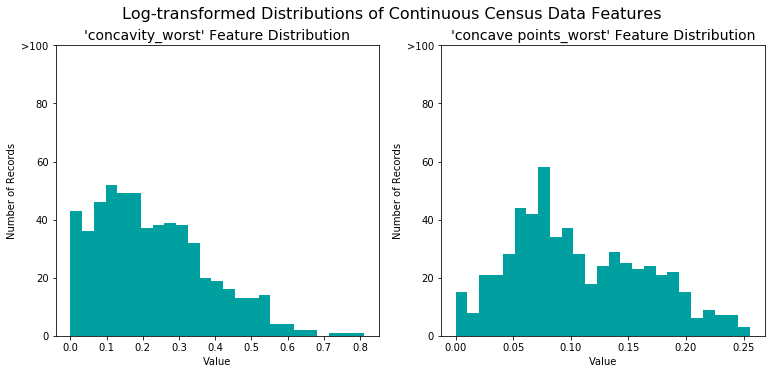 Log-transformed Distributions of Continuous Census Data Features
'concavity_worst' Feature Distribution
>100
80
60
40
20
0
Number of Records
0.0 0.1 0.2 0.3 0.4 0.5 0.6 0.7 0.8
Value
'concave points_worst' Feature Distribution
>100
80
60
40
20
0
Number of Records
0.00 0.05 0.10 0.15 0.20 0.25
Value